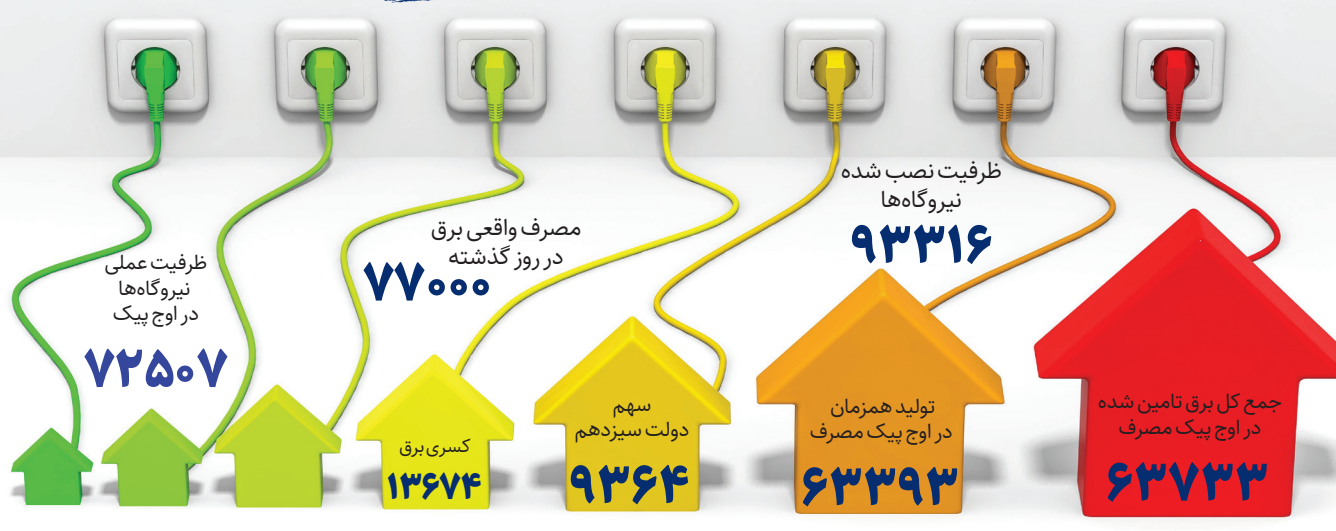 ظرفیت نصب شده
نیروگاه‌ها
۹۳۳۱۶
مصرف واقعی برق
در روز گذشته
۷۷۰۰۰
ظرفیت عملی
نیروگاه‌ها
در اوج پیک
۷۲۵۰۷
جمع کل برق تامین شده
در اوج پیک مصرف
۶۳۷۳۳
تولید همزمان
در اوج پیک مصرف
۶۳۳۹۳
سهم
دولت سیزدهم
۹۳۶۴
کسری برق
۱۳۶۷۴